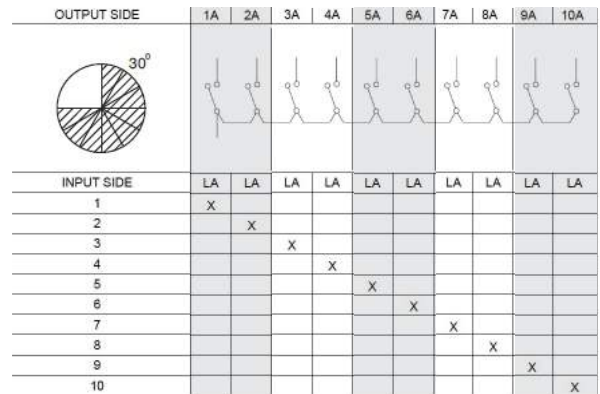 OUTPUT SIDE 1A 2A 3A 4A 5A 6A 7A 8A 9A 10A
30°
INPUT SIDE LA LA LA LA LA LA LA LA LA LA
1 X
2 X
3 X
4 X
5 X
6 X
7 X
8 X
9 X
10 X